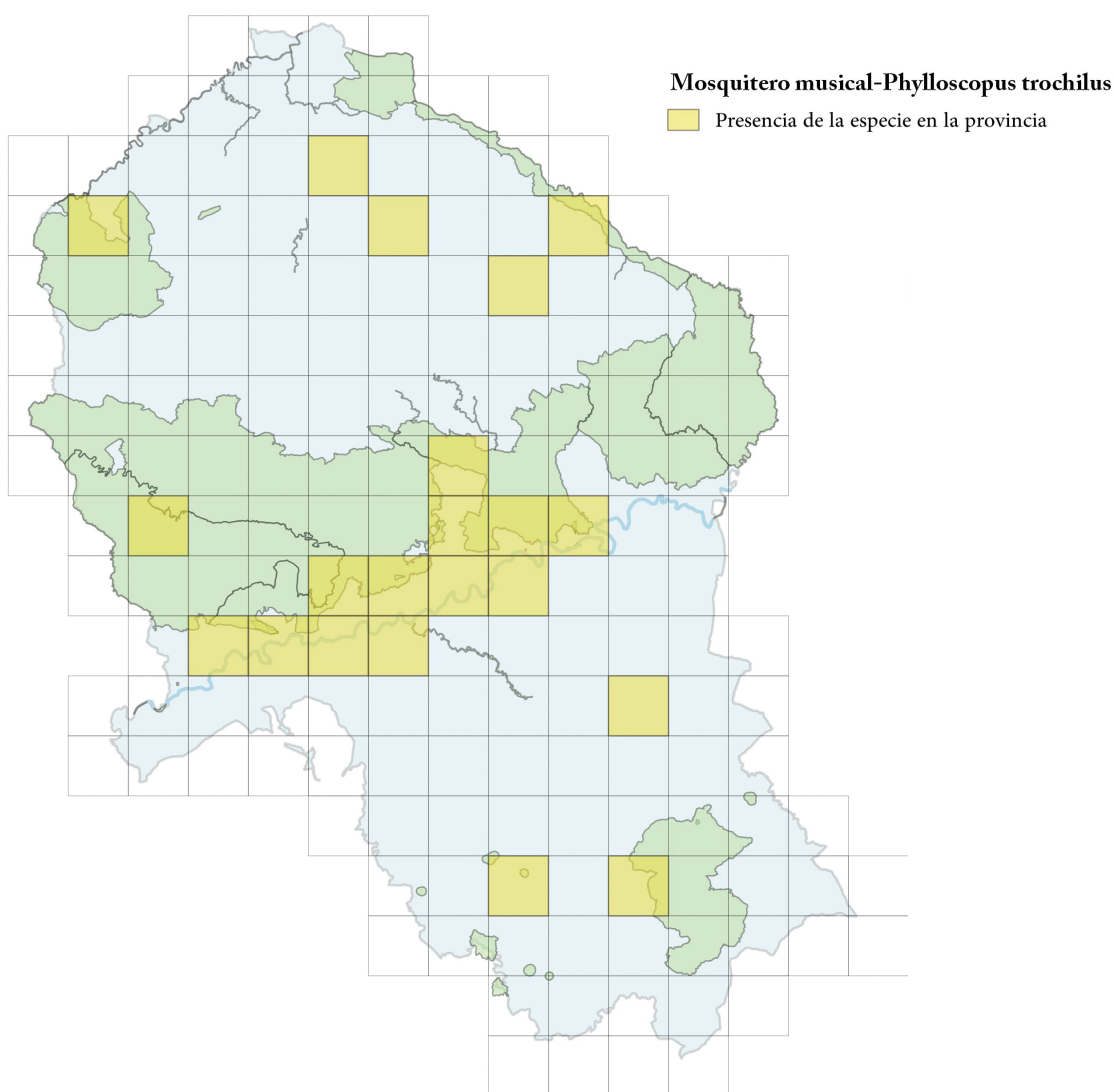 Mosquitero musical-Phylloscopus trochilus
Presencia de la especie en la provincia